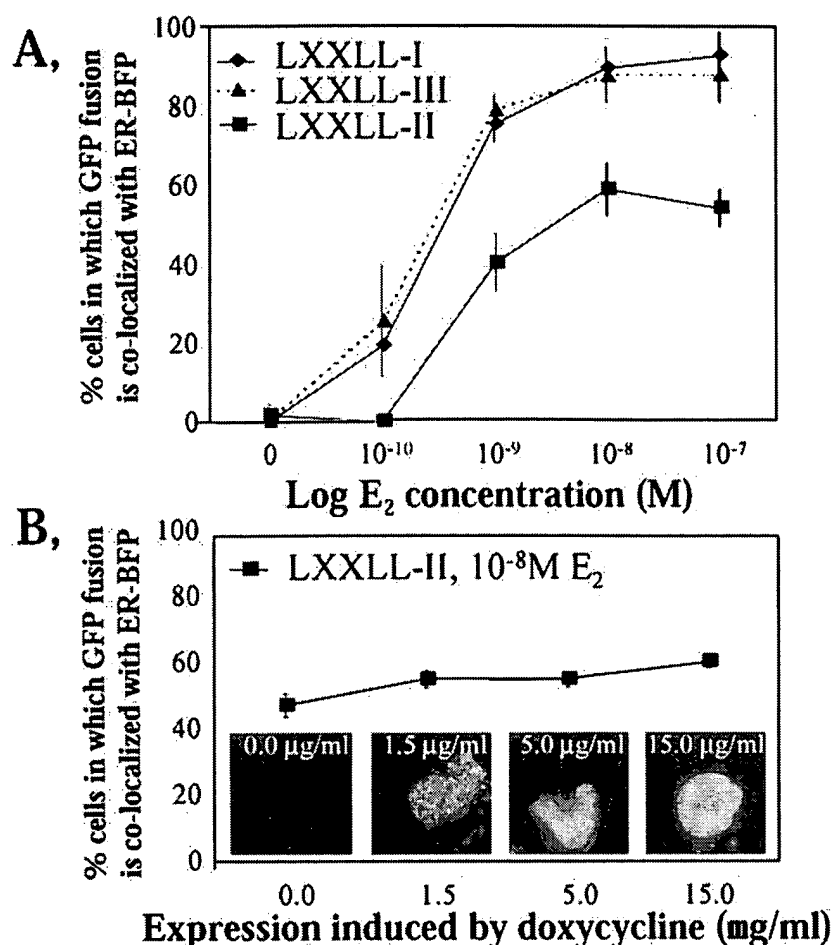 A,
% cells in which GFP fusion
is co-localized with ER-BFP
100
80
60
40
20
0
LXXLL-I
LXXLL-III
LXXLL-II
0 10⁻¹⁰ 10⁻⁹ 10⁻⁸ 10⁻⁷
Log E₂ concentration (M)
B,
% cells in which GFP fusion
is co-localized with ER-BFP
100
80
60
40
20
0
LXXLL-II, 10⁻⁸M E₂
0.0 µg/ml 1.5 µg/ml 5.0 µg/ml 15.0 µg/ml
0.0 1.5 5.0 15.0
Expression induced by doxycycline (mg/ml)